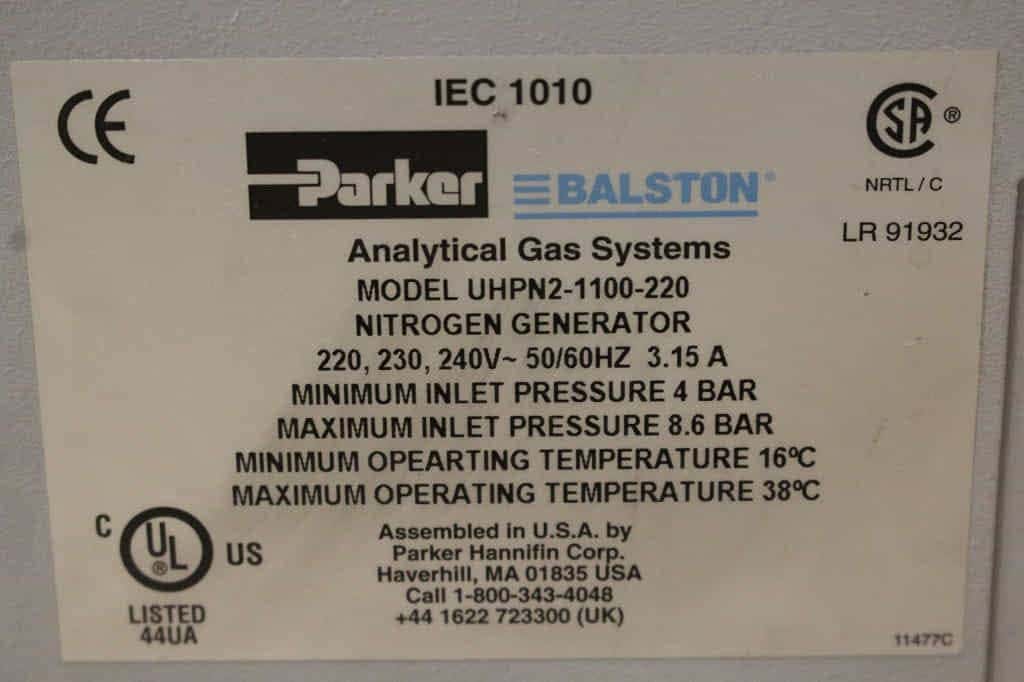 CE
IEC 1010
SA ®
NRTL / C
LR 91932
Parker
BALSTON®
Analytical Gas Systems
MODEL UHPN2-1100-220
NITROGEN GENERATOR
220, 230, 240V~ 50/60HZ 3.15 A
MINIMUM INLET PRESSURE 4 BAR
MAXIMUM INLET PRESSURE 8.6 BAR
MINIMUM OPEARTING TEMPERATURE 16ºC
MAXIMUM OPERATING TEMPERATURE 38ºC
C UL ® US
LISTED
44UA
Assembled in U.S.A. by
Parker Hannifin Corp.
Haverhill, MA 01835 USA
Call 1-800-343-4048
+44 1622 723300 (UK)
11477C